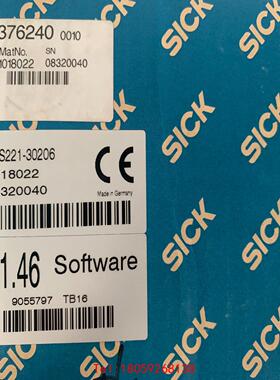 376240 0010
MatNo. SN
1018022 08320040
S221-30206
18022
320040
CE
Made in Germany
1.46 Software
9055797 TB16
SICK
SICK
SICK
SICK
SICK